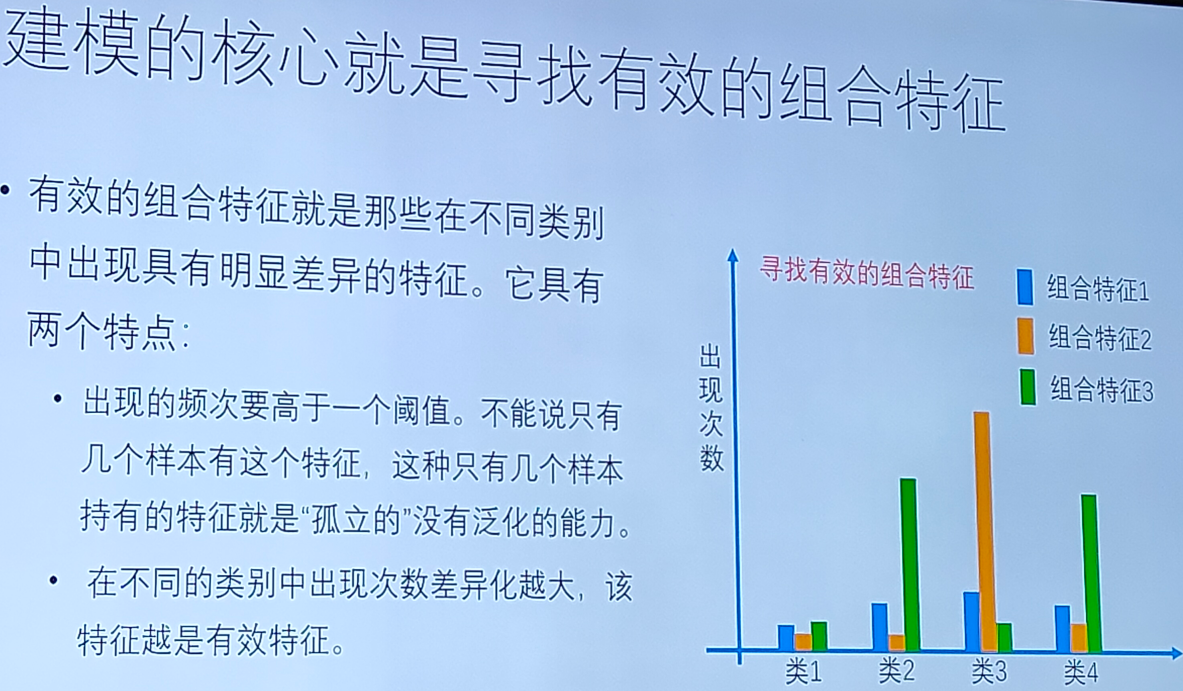 建模的核心就是寻找有效的组合特征
• 有效的组合特征就是那些在不同类别
中出现具有明显差异的特征。它具有
两个特点：
• 出现的频次要高于一个阈值。不能说只有
几个样本有这个特征，这种只有几个样本
持有的特征就是“孤立的”没有泛化的能力。
• 在不同的类别中出现次数差异化越大，该
特征越是有效特征。
寻找有效的组合特征
组合特征1
组合特征2
组合特征3
出现次数
类1
类2
类3
类4